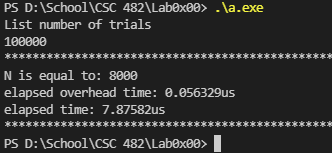 PS D:\School\CSC 482\Lab0x00> .\a.exe
List number of trials
100000
************************************************
N is equal to: 8000
elapsed overhead time: 0.056329us
elapsed time: 7.87582us
************************************************
PS D:\School\CSC 482\Lab0x00>